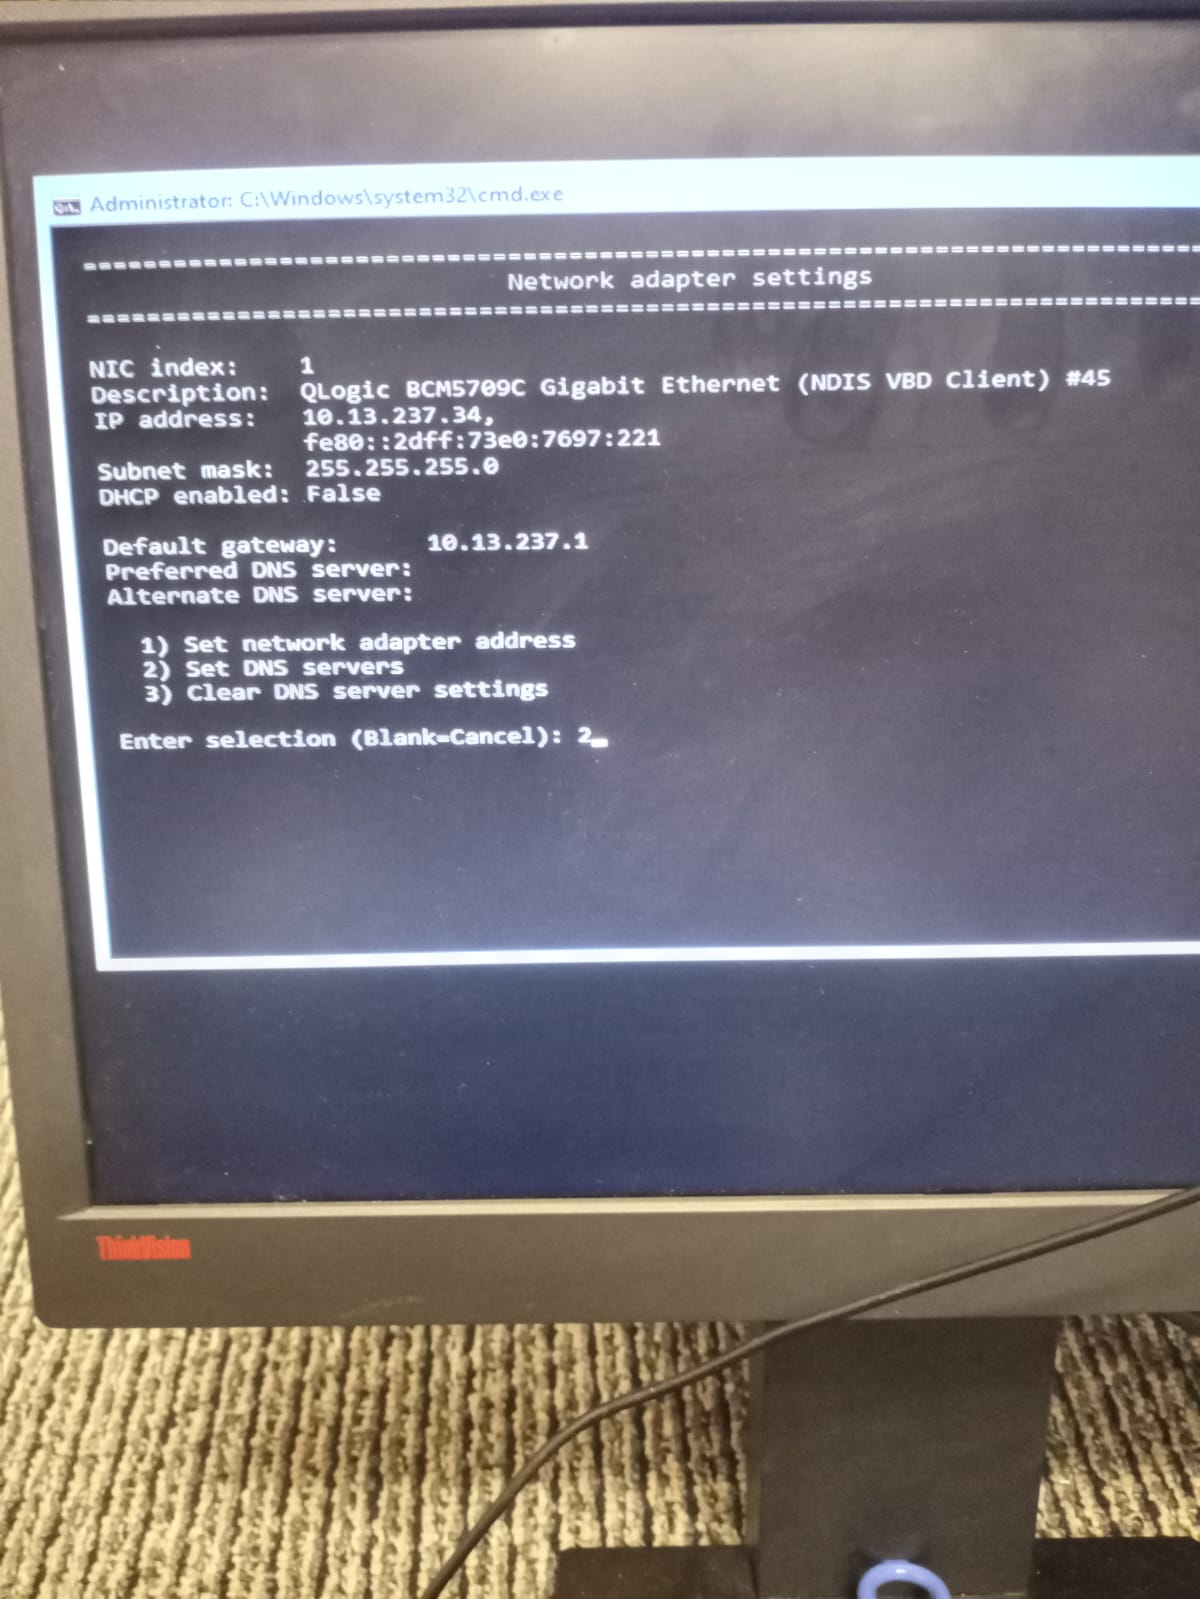 Administrator: C:\Windows\system32\cmd.exe
================================================================================
Network adapter settings
================================================================================
NIC index: 1
Description: QLogic BCM5709C Gigabit Ethernet (NDIS VBD Client) #45
IP address: 10.13.237.34,
fe80::2dff:73e0:7697:221
Subnet mask: 255.255.255.0
DHCP enabled: False
Default gateway: 10.13.237.1
Preferred DNS server:
Alternate DNS server:
1) Set network adapter address
2) Set DNS servers
3) Clear DNS server settings
Enter selection (Blank=Cancel): 2_
ThinkVision